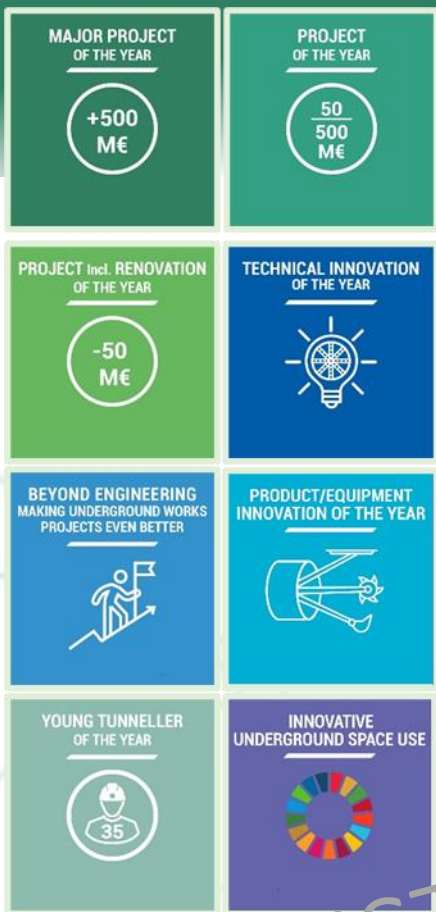 MAJOR PROJECT
OF THE YEAR
+500
M€
PROJECT
OF THE YEAR
50
500
M€
PROJECT Incl. RENOVATION
OF THE YEAR
-50
M€
TECHNICAL INNOVATION
OF THE YEAR
BEYOND ENGINEERING
MAKING UNDERGROUND WORKS
PROJECTS EVEN BETTER
PRODUCT/EQUIPMENT
INNOVATION OF THE YEAR
YOUNG TUNNELLER
OF THE YEAR
35
INNOVATIVE
UNDERGROUND SPACE USE